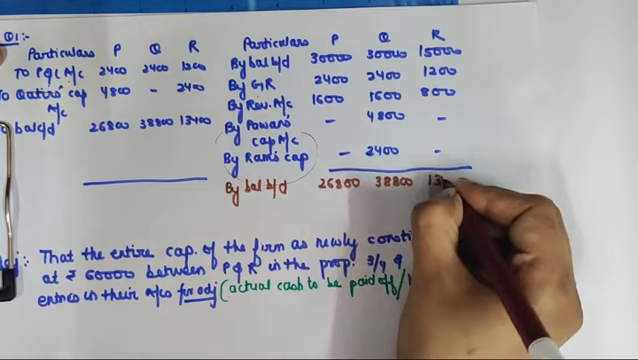 Q1:-
Particulars P Q R
To P&L A/c 2400 2400 1200
To Qatir's cap A/c 4800 - 2400
To bal c/d 26800 38800 13400
Particulars P Q R
By bal b/d 30000 30000 15000
By GR 2400 2400 1200
By Rev. A/c 1600 1600 800
By Pawan's cap A/c - 4800 -
By Ram's cap - 2400 -
By bal b/d 26800 38800 13
That the entire cap. of the firm as newly
at ₹ 60000 between P & R in the prop. 3/4 &
entries in their A/cs for adj (actual cash to be paid off/